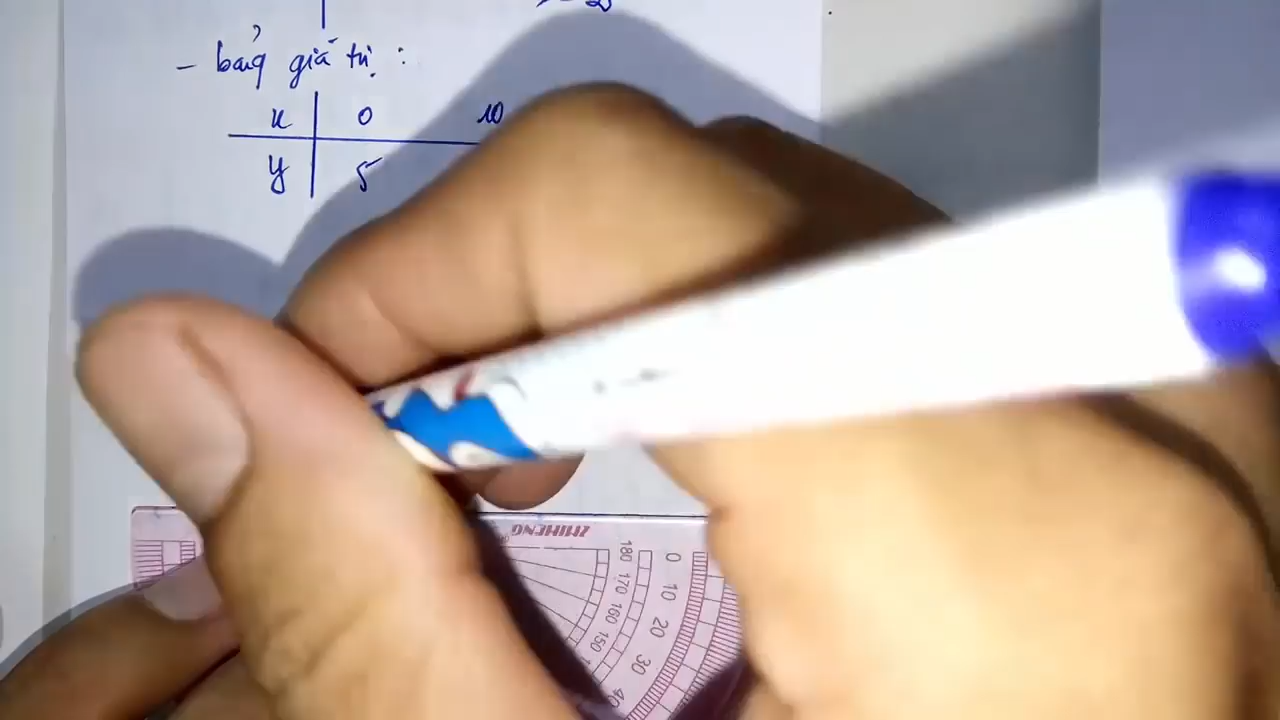 - bảng giá trị :
x 0 10
y 5
ZHIHENG
180 170 160 150
0 10 20 30 40